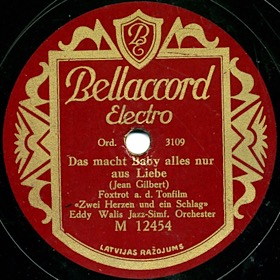 Bellaccord
Electro
Ord. 3109
Das macht Baby alles nur
aus Liebe
(Jean Gilbert)
Foxtrot a. d. Tonfilm
«Zwei Herzen und ein Schlag»
Eddy Walis Jazz-Simf. Orchester
M 12454
LATVIJAS RAŽOJUMS